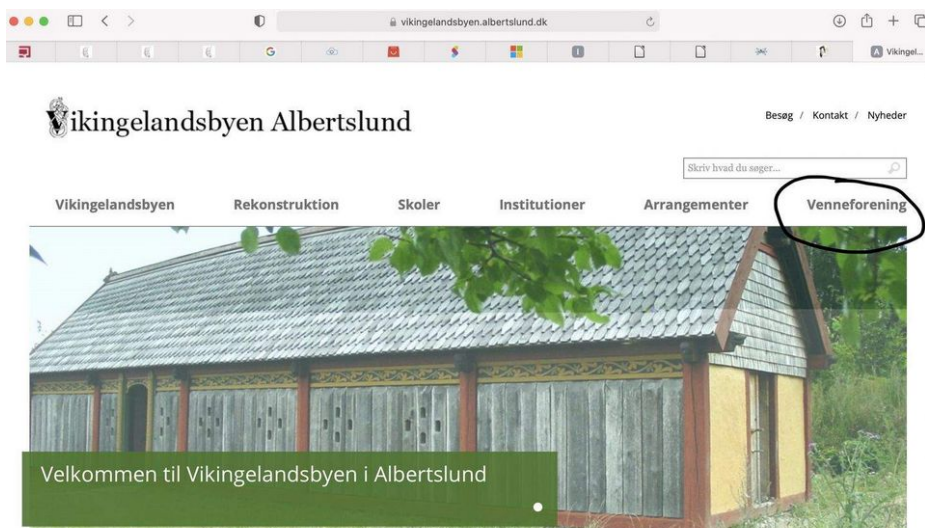 vikingelandsbyen.albertslund.dk
Vikingel...
Vikingelandsbyen Albertslund
Besøg / Kontakt / Nyheder
Skriv hvad du søger...
Vikingelandsbyen Rekonstruktion Skoler Institutioner Arrangementer Venneforening
Velkommen til Vikingelandsbyen i Albertslund